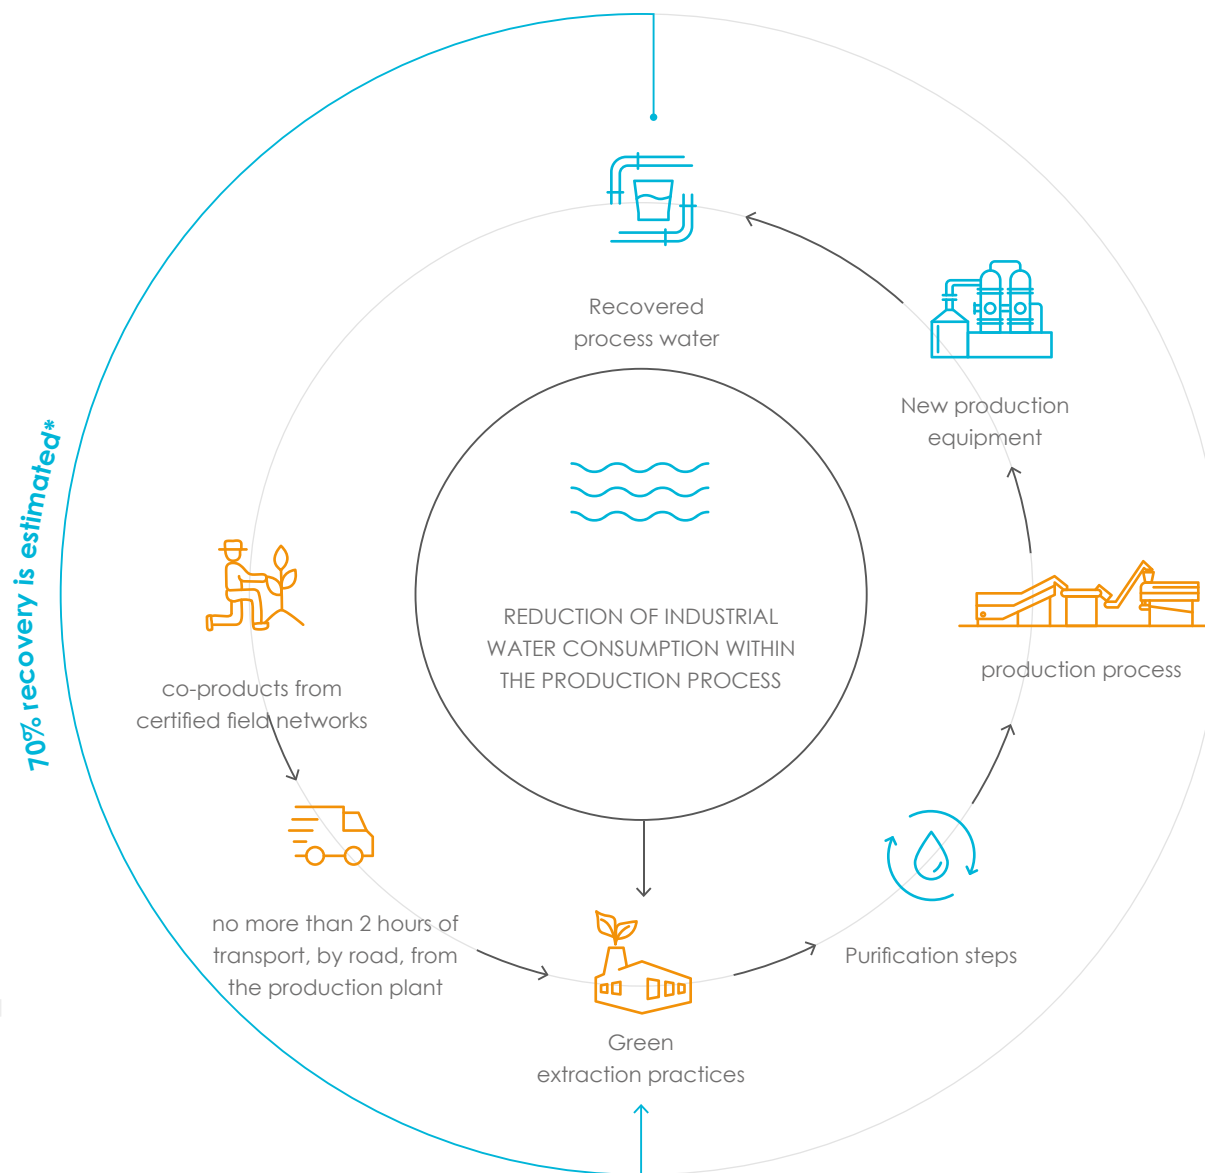 Recovered
process water
New production
equipment
70% recovery is estimated*
REDUCTION OF INDUSTRIAL
WATER CONSUMPTION WITHIN
THE PRODUCTION PROCESS
production process
co-products from
certified field networks
no more than 2 hours of
transport, by road, from
the production plant
Purification steps
Green
extraction practices